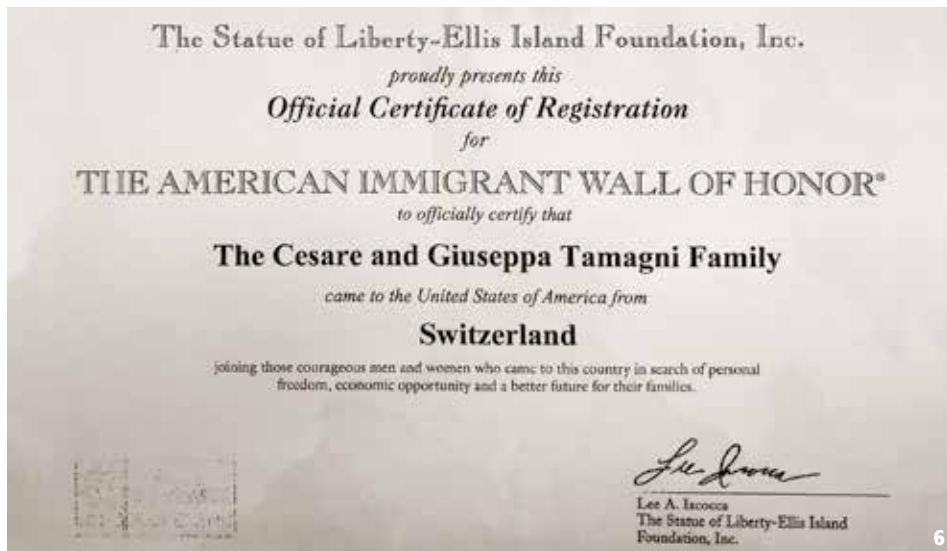 The Statue of Liberty-Ellis Island Foundation, Inc.
proudly presents this
Official Certificate of Registration
for
THE AMERICAN IMMIGRANT WALL OF HONOR®
to officially certify that
The Cesare and Giuseppa Tamagni Family
came to the United States of America from
Switzerland
joining those courageous men and women who came to this country in search of personal
freedom, economic opportunity and a better future for their families.
Lee A. Iacocca
The Statue of Liberty-Ellis Island
Foundation, Inc.
6